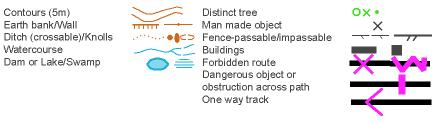 Contours (5m)
Earth bank/Wall
Ditch (crossable)/Knolls
Watercourse
Dam or Lake/Swamp
Distinct tree
Man made object
Fence-passable/impassable
Buildings
Forbidden route
Dangerous object or
obstruction across path
One way track